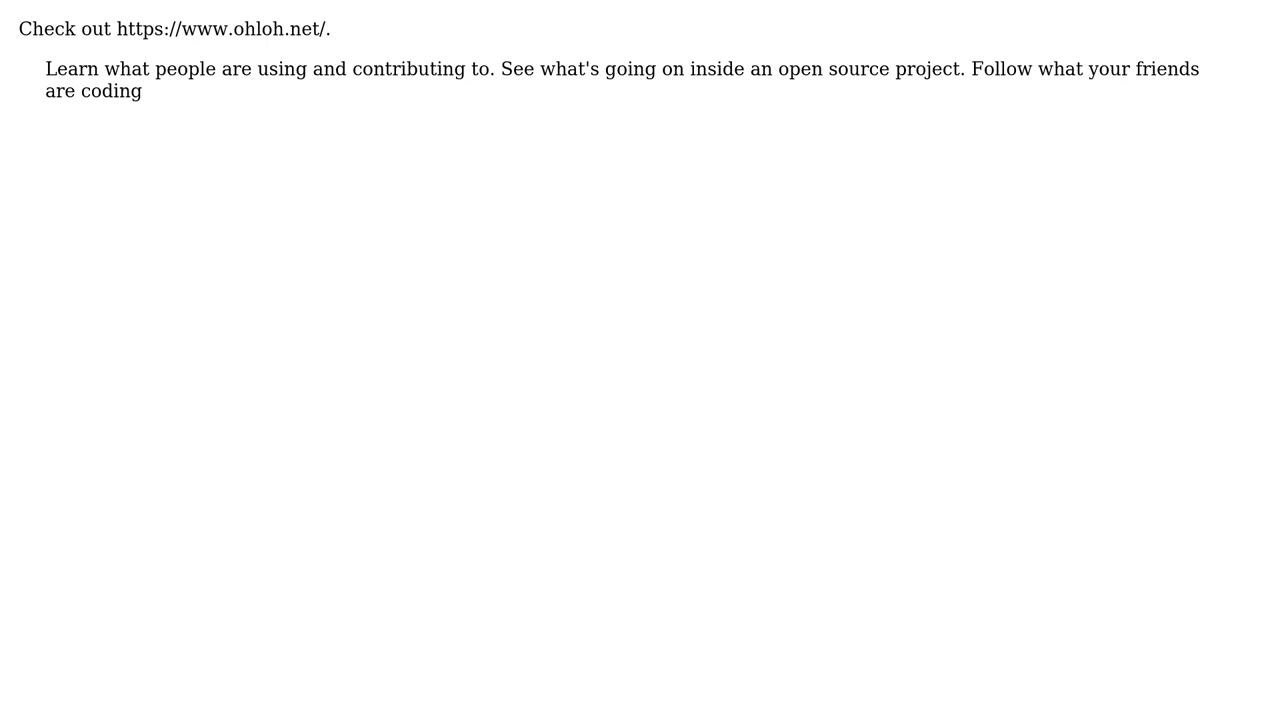 Check out https://www.ohloh.net/.
Learn what people are using and contributing to. See what's going on inside an open source project. Follow what your friends
are coding